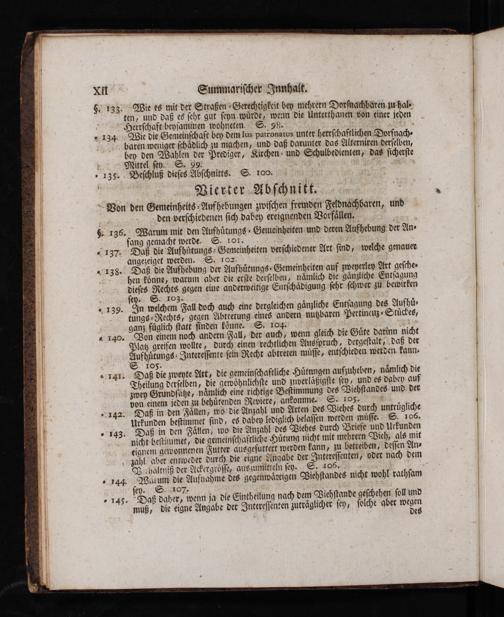 XII Summarischer Innhalt.
§. 133. Wie es mit der Straßen-Gerechtigkeit bey mehrern Dorfnachbaren zu hal-
ten, und daß es sehr gut seyn würde, wenn die Unterthanen von einer jeden
Herrschaft beysammen wohneten. S. 98.
- 134. Wie die Gemeinschaft bey dem Ius patronatus unter herrschaftlichen Dorfnach-
baren weniger schädlich zu machen, und daß darunter das Alterniren derselben,
bey den Wahlen der Prediger, Kirchen- und Schulbedienten, das sicherste
Mittel sey. S. 99.
- 135. Beschluß dieses Abschnitts. S. 100.
Vierter Abschnitt.
Von den Gemeinheits-Aufhebungen zwischen fremden Feldnachbaren, und
den verschiedenen sich dabey ereignenden Vorfällen.
§. 136. Warum mit den Aufhütungs-Gemeinheiten und deren Aufhebung der An-
fang gemacht werde. S. 101.
- 137. Daß die Aufhütungs-Gemeinheiten verschiedener Art sind, welche genauer
angezeiget werden. S. 102.
- 138. Daß die Aufhebung der Aufhütungs-Gemeinheiten auf zweyerley Art gesche-
hen könne, warum aber die erste derselben, nämlich die gänzliche Entsagung
dieses Rechts gegen eine anderweitige Entschädigung sehr schwer zu bewirken
sey. S. 103.
- 139. In welchem Fall doch auch eine dergleichen gänzliche Entsagung des Aufhü-
tungs-Rechts, gegen Abtretung eines andern nutzbaren Pertinenz-Stückes,
ganz füglich statt finden könne. S. 104.
- 140. Von einem noch andern Fall, der auch, wenn gleich die Güte darinn nicht
Platz greifen wollte, durch einen rechtlichen Ausspruch, dergestalt, daß der
Aufhütungs-Interessente sein Recht abtreten müsse, entschieden werden kann.
S. 105.
- 141. Daß die zweyte Art, die gemeinschaftliche Hütungen aufzuheben, nämlich die
Theilung derselben, die gewöhnlichste und zuverläßigste sey, und es dabey auf
zwey Grundsätze, nämlich eine richtige Bestimmung des Viehstandes und der
von einem jeden zu behütenden Reviere, ankomme. S. 105.
- 142. Daß in den Fällen, wo die Anzahl und Arten des Viehes durch untrügliche
Urkunden bestimmet sind, es dabey lediglich belassen werden müsse. S. 106.
- 143. Daß in den Fällen, wo die Anzahl des Viehes durch Briefe und Urkunden
nicht bestimmet, die gemeinschaftliche Hütung nicht mit mehrern Vieh, als mit
eignem gewonnenen Futter ausgefuttert werden kann, zu betreiben, dessen An-
zahl aber entweder durch die eigne Angabe der Interessenten, oder nach dem
Verhältniß der Ackergröße, auszumitteln sey. S. 106.
- 144. Warum die Aufnahme des gegenwärtigen Viehstandes nicht wohl rathsam
sey. S. 107.
- 145. Daß daher, wenn ja die Eintheilung nach dem Viehstande geschehen soll und
muß, die eigne Angabe der Interessenten zuträglicher sey, solche aber wegen
des